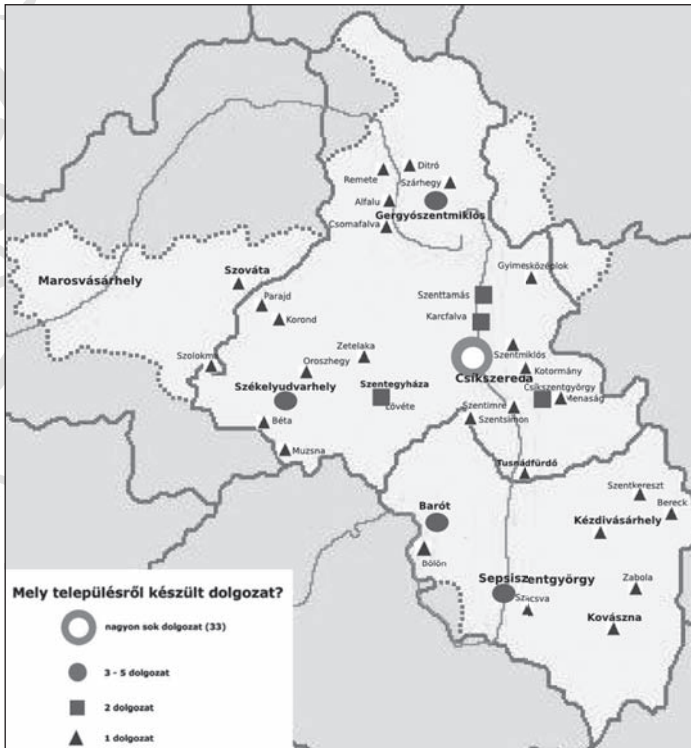 Ditró
Remete
Szárhegy
Alfalu
Gergyószentmiklós
Csomafalva
Gyimesközéplok
Marosvásárhely
Szováta
Szenttamás
Parajd
Karcfalva
Korond
Zetelaka
Szentmiklós
Szolokma
Oroszhegy
Kotormány
Csíkszereda
Székelyudvarhely
Szentegyháza
Csíkszentgyörgy
Menaság
Lövéte
Szentimre
Szentsimon
Béta
Muzsna
Tusnádfürdő
Szentkereszt
Bereck
Barót
Kézdivásárhely
Bölön
Zabola
Sepsiszentgyörgy
Kovászna
Mely településről készült dolgozat?
nagyon sok dolgozat (33)
3 - 5 dolgozat
2 dolgozat
1 dolgozat